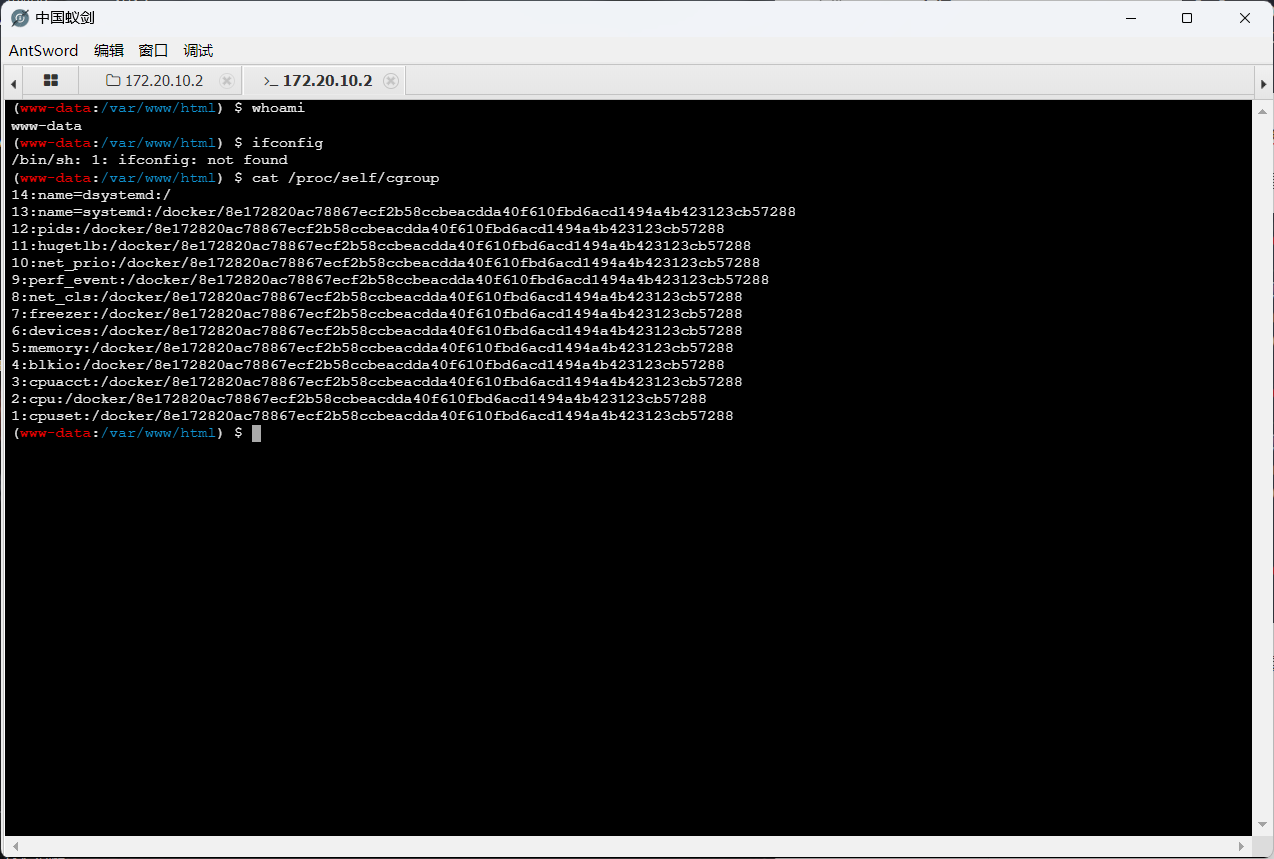 中国蚁剑
AntSword 编辑 窗口 调试
172.20.10.2 >_ 172.20.10.2
(www-data:/var/www/html) $ whoami
www-data
(www-data:/var/www/html) $ ifconfig
/bin/sh: 1: ifconfig: not found
(www-data:/var/www/html) $ cat /proc/self/cgroup
14:name=dsystemd:/
13:name=systemd:/docker/8e172820ac78867ecf2b58ccbeacdda40f610fbd6acd1494a4b423123cb57288
12:pids:/docker/8e172820ac78867ecf2b58ccbeacdda40f610fbd6acd1494a4b423123cb57288
11:hugetlb:/docker/8e172820ac78867ecf2b58ccbeacdda40f610fbd6acd1494a4b423123cb57288
10:net_prio:/docker/8e172820ac78867ecf2b58ccbeacdda40f610fbd6acd1494a4b423123cb57288
9:perf_event:/docker/8e172820ac78867ecf2b58ccbeacdda40f610fbd6acd1494a4b423123cb57288
8:net_cls:/docker/8e172820ac78867ecf2b58ccbeacdda40f610fbd6acd1494a4b423123cb57288
7:freezer:/docker/8e172820ac78867ecf2b58ccbeacdda40f610fbd6acd1494a4b423123cb57288
6:devices:/docker/8e172820ac78867ecf2b58ccbeacdda40f610fbd6acd1494a4b423123cb57288
5:memory:/docker/8e172820ac78867ecf2b58ccbeacdda40f610fbd6acd1494a4b423123cb57288
4:blkio:/docker/8e172820ac78867ecf2b58ccbeacdda40f610fbd6acd1494a4b423123cb57288
3:cpuacct:/docker/8e172820ac78867ecf2b58ccbeacdda40f610fbd6acd1494a4b423123cb57288
2:cpu:/docker/8e172820ac78867ecf2b58ccbeacdda40f610fbd6acd1494a4b423123cb57288
1:cpuset:/docker/8e172820ac78867ecf2b58ccbeacdda40f610fbd6acd1494a4b423123cb57288
(www-data:/var/www/html) $